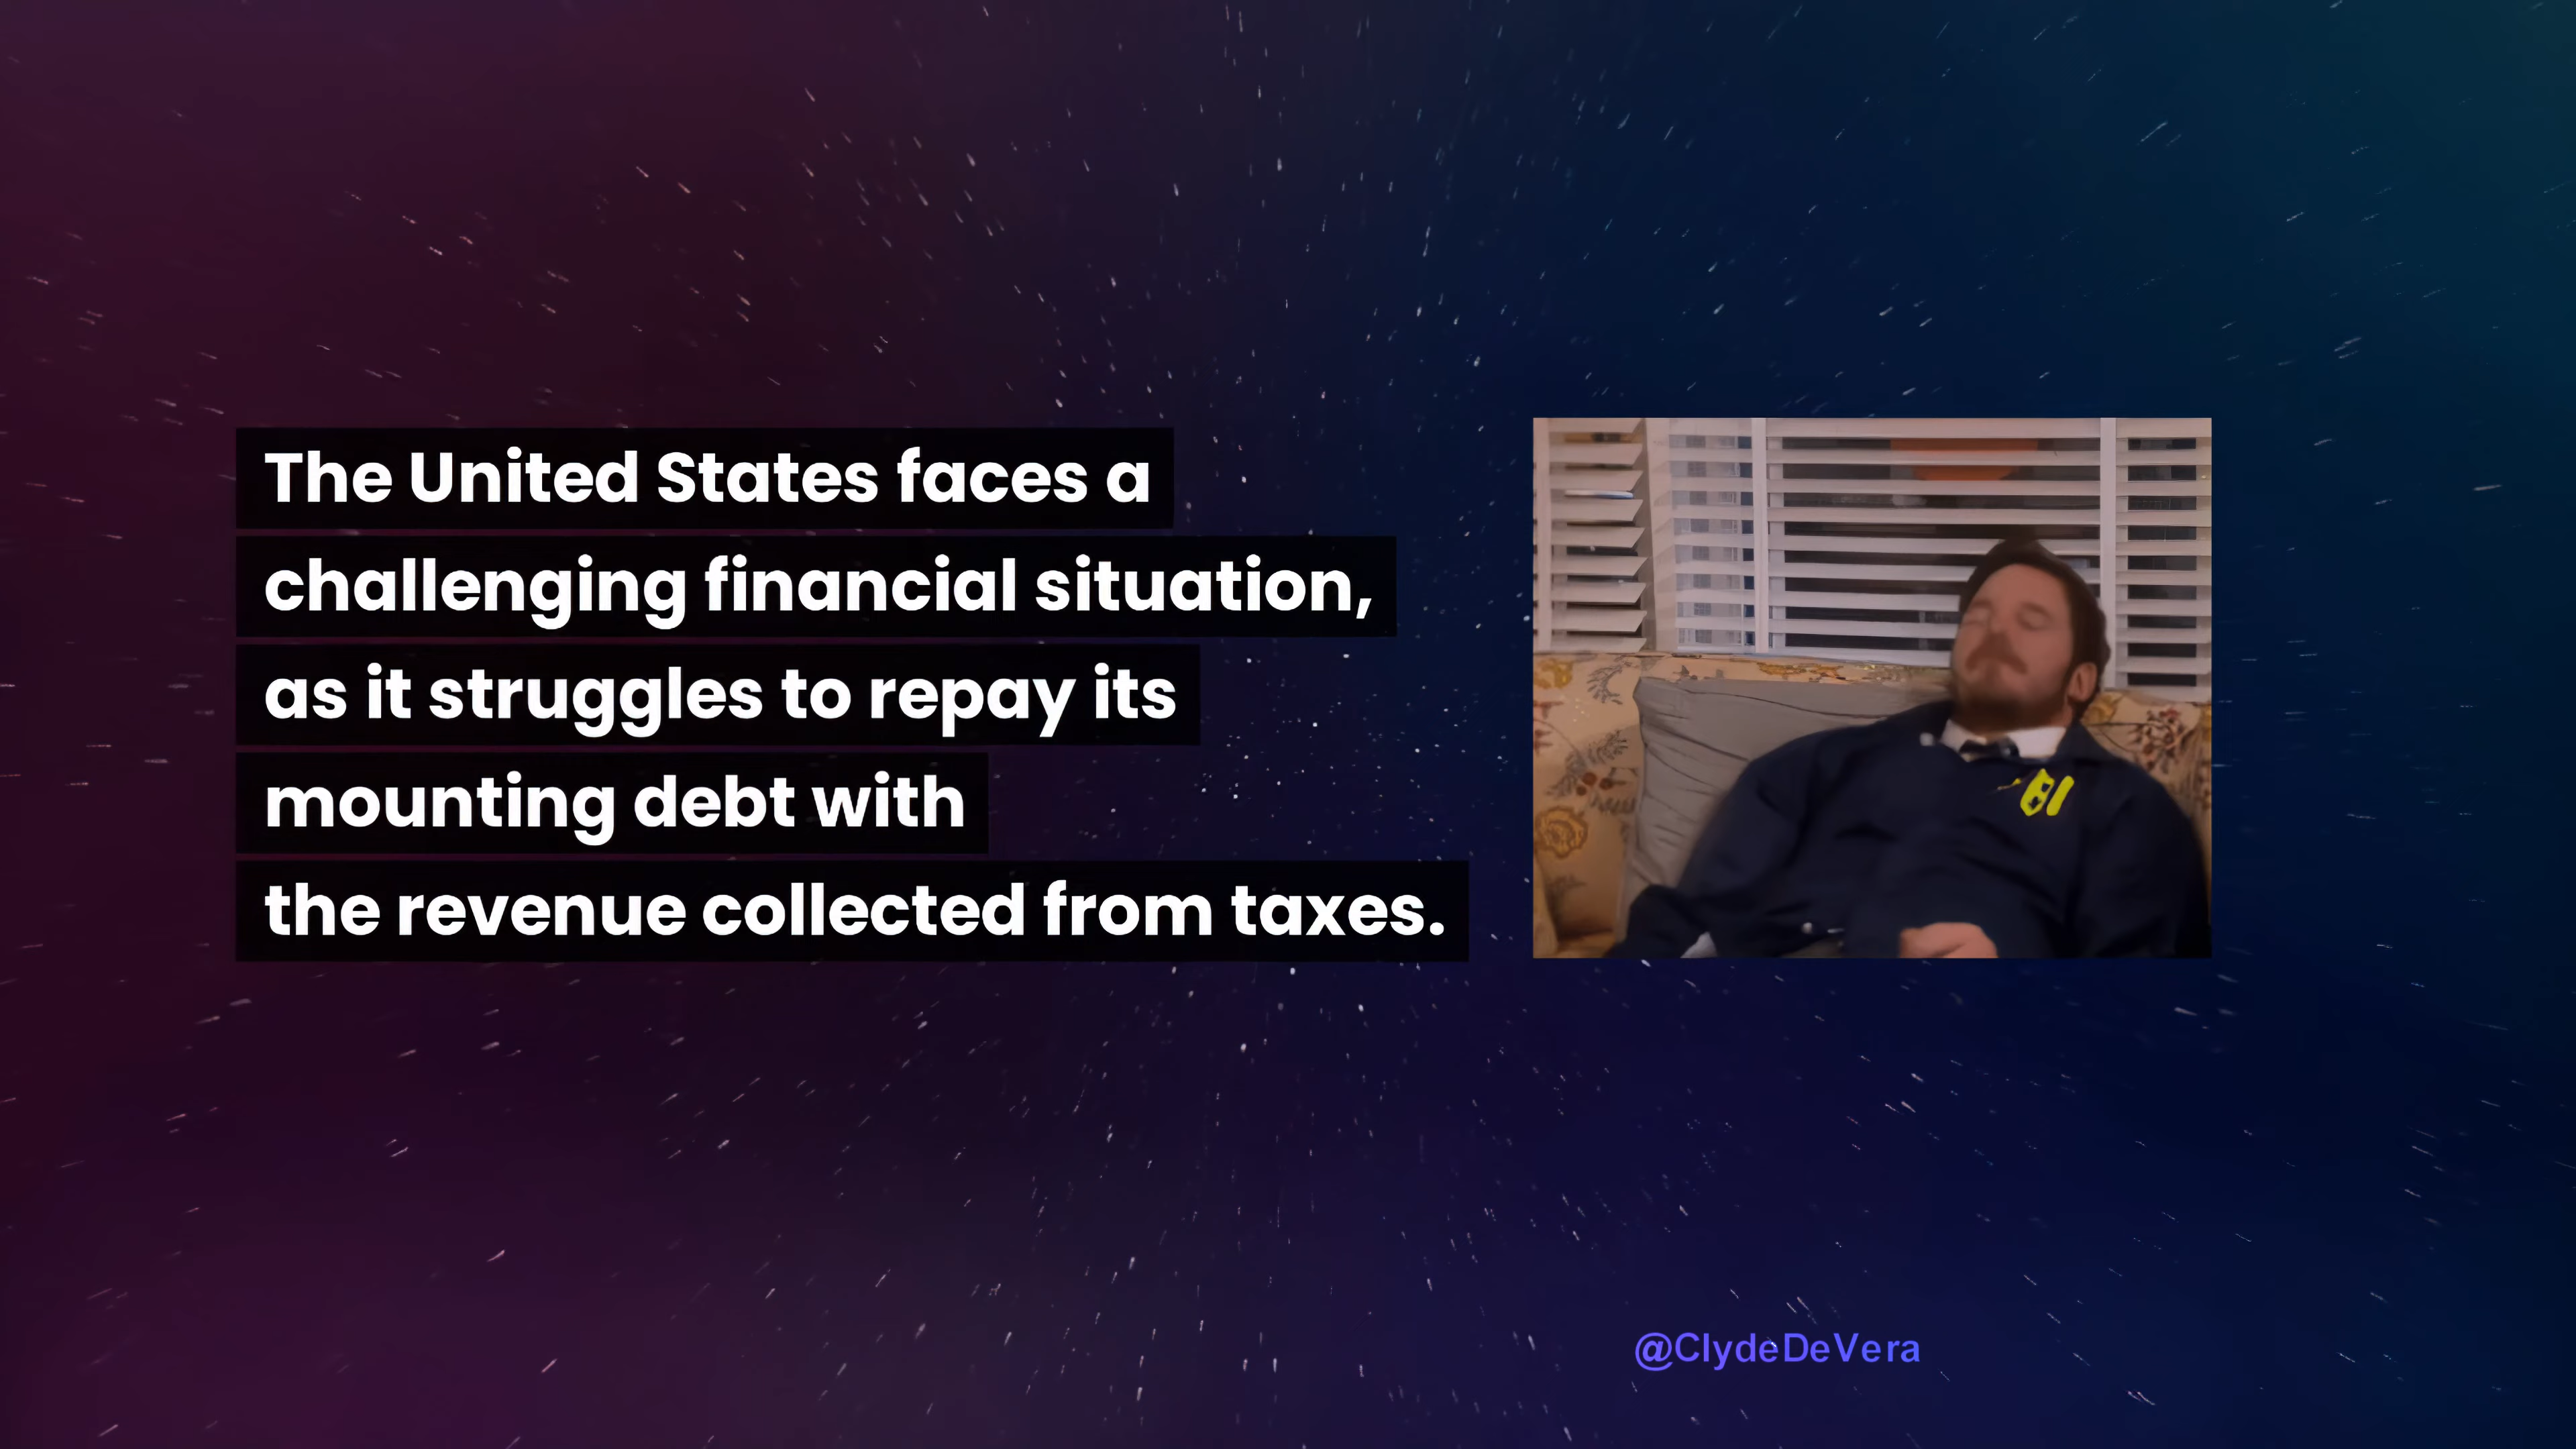 The United States faces a
challenging financial situation,
as it struggles to repay its
mounting debt with
the revenue collected from taxes.
@ClydeDeVera